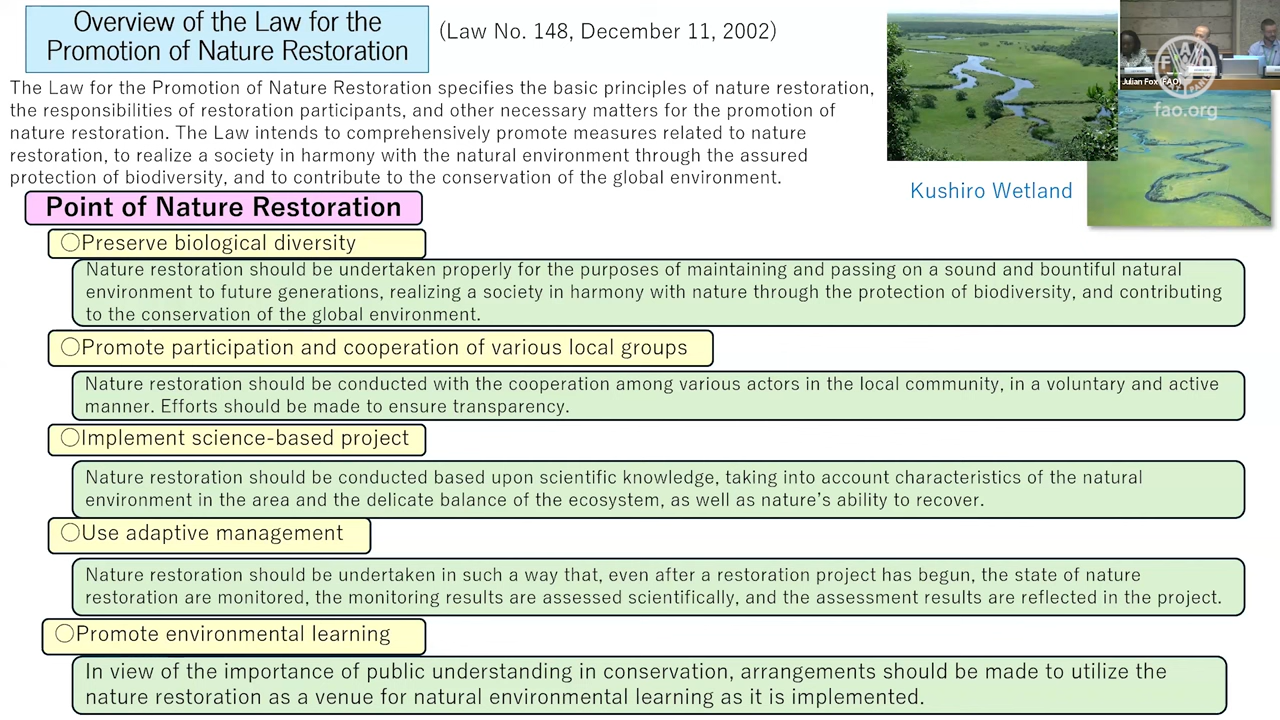 Overview of the Law for the
Promotion of Nature Restoration
(Law No. 148, December 11, 2002)
The Law for the Promotion of Nature Restoration specifies the basic principles of nature restoration,
the responsibilities of restoration participants, and other necessary matters for the promotion of
nature restoration. The Law intends to comprehensively promote measures related to nature
restoration, to realize a society in harmony with the natural environment through the assured
protection of biodiversity, and to contribute to the conservation of the global environment.
Julian Fox (FAO)
FAO
fao.org
Kushiro Wetland
Point of Nature Restoration
○Preserve biological diversity
Nature restoration should be undertaken properly for the purposes of maintaining and passing on a sound and bountiful natural
environment to future generations, realizing a society in harmony with nature through the protection of biodiversity, and contributing
to the conservation of the global environment.
○Promote participation and cooperation of various local groups
Nature restoration should be conducted with the cooperation among various actors in the local community, in a voluntary and active
manner. Efforts should be made to ensure transparency.
○Implement science-based project
Nature restoration should be conducted based upon scientific knowledge, taking into account characteristics of the natural
environment in the area and the delicate balance of the ecosystem, as well as nature's ability to recover.
○Use adaptive management
Nature restoration should be undertaken in such a way that, even after a restoration project has begun, the state of nature
restoration are monitored, the monitoring results are assessed scientifically, and the assessment results are reflected in the project.
○Promote environmental learning
In view of the importance of public understanding in conservation, arrangements should be made to utilize the
nature restoration as a venue for natural environmental learning as it is implemented.